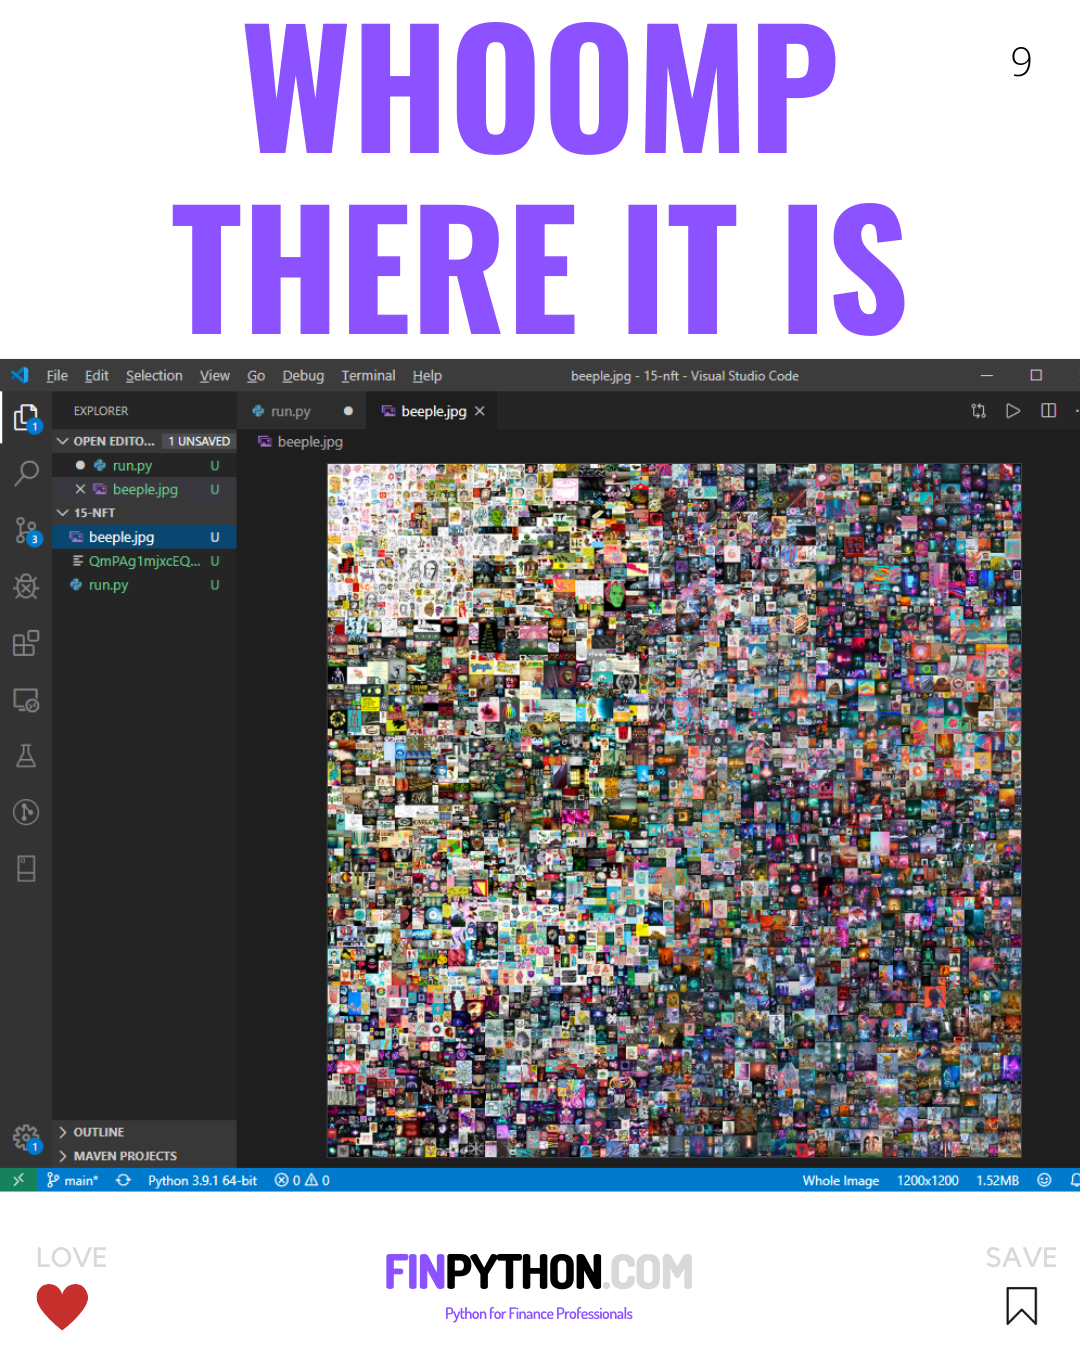 WHOOMP
9
THERE IT IS
File Edit Selection View Go Debug Terminal Help beeple.jpg - 15-nft - Visual Studio Code
1
EXPLORER
run.py
beeple.jpg
OPEN EDITO... 1 UNSAVED
beeple.jpg
run.py U
beeple.jpg U
15-NFT
3
beeple.jpg U
QmPAg1mjxcEQ... U
run.py U
OUTLINE
1
MAVEN PROJECTS
main* Python 3.9.1 64-bit 0 0 Whole Image 1200x1200 1.52MB
LOVE
FINPYTHON.COM
SAVE
Python for Finance Professionals